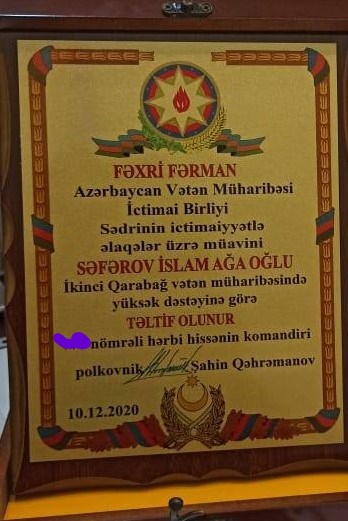 FƏXRİ FƏRMAN
Azərbaycan Vətən Müharibəsi
İctimai Birliyi
Sədrinin ictimaiyyətlə
əlaqələr üzrə müavini
SƏFƏROV İSLAM AĞA OĞLU
İkinci Qarabağ vətən müharibəsində
yüksək dəstəyinə görə
TƏLTİF OLUNUR
nömrəli hərbi hissənin komandiri
polkovnik Şahin Qəhrəmanov
10.12.2020